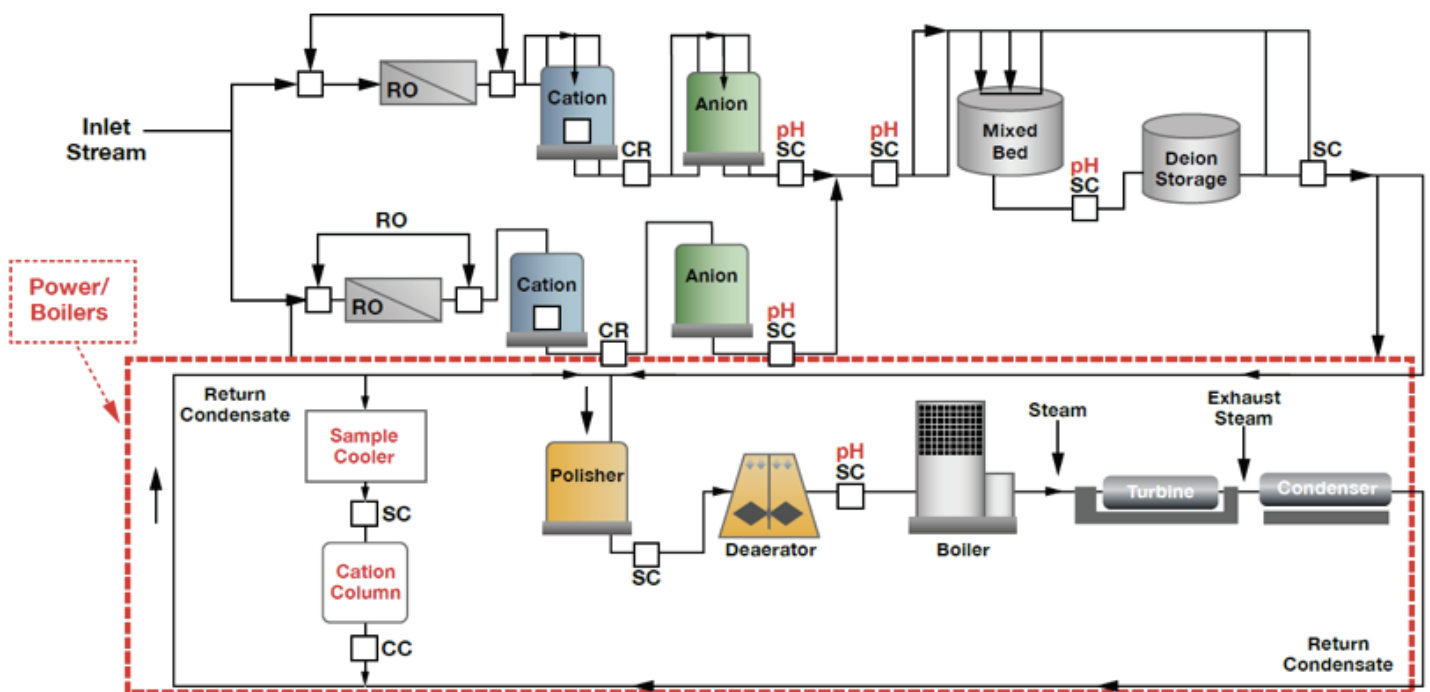 RO
Cation
Anion
Inlet
Stream
CR
pH
SC
pH
SC
Mixed
Bed
pH
SC
Deion
Storage
SC
RO
RO
Cation
Anion
CR
pH
SC
Power/
Boilers
Return
Condensate
Sample
Cooler
SC
Cation
Column
CC
Polisher
SC
Deaerator
pH
SC
Boiler
Steam
Exhaust
Steam
Turbine
Condenser
Return
Condensate